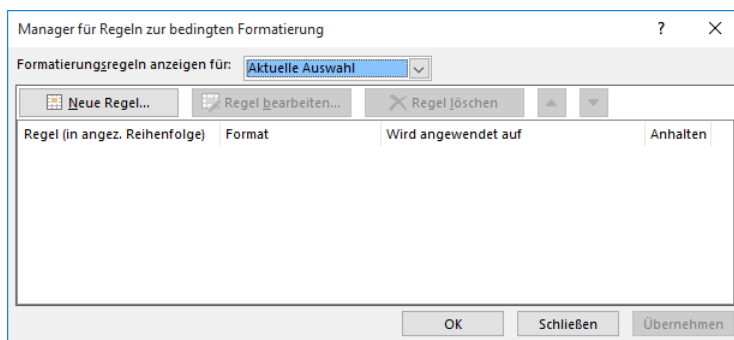 Manager für Regeln zur bedingten Formatierung ? ×
Formatierungsregeln anzeigen für: Aktuelle Auswahl
Neue Regel... Regel bearbeiten... Regel löschen
Regel (in angez. Reihenfolge) Format Wird angewendet auf Anhalten
OK Schließen Übernehmen